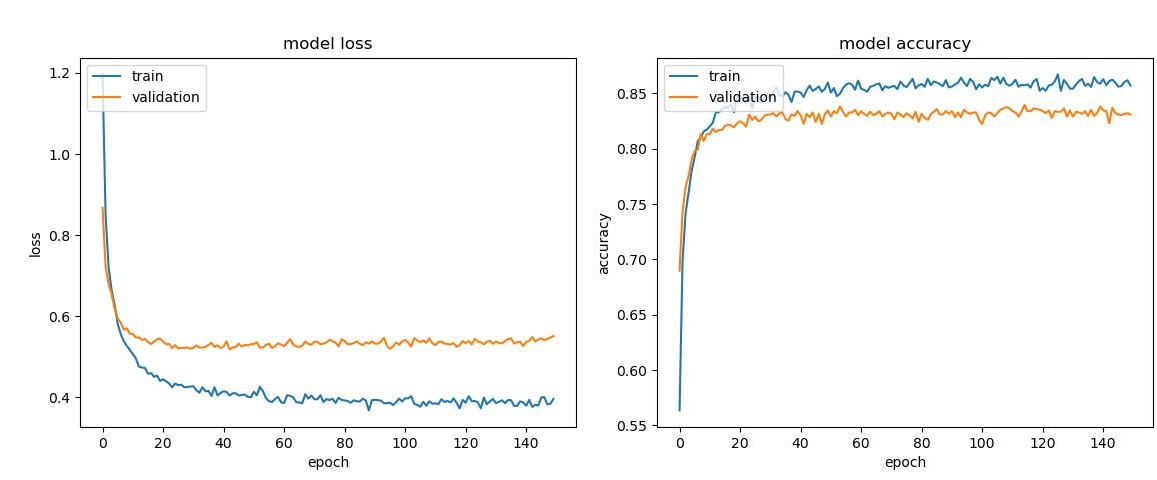 model loss
train
validation
1.2
1.0
0.8
0.6
0.4
loss
0 20 40 60 80 100 120 140
epoch
model accuracy
train
validation
0.85
0.80
0.75
0.70
0.65
0.60
0.55
accuracy
0 20 40 60 80 100 120 140
epoch